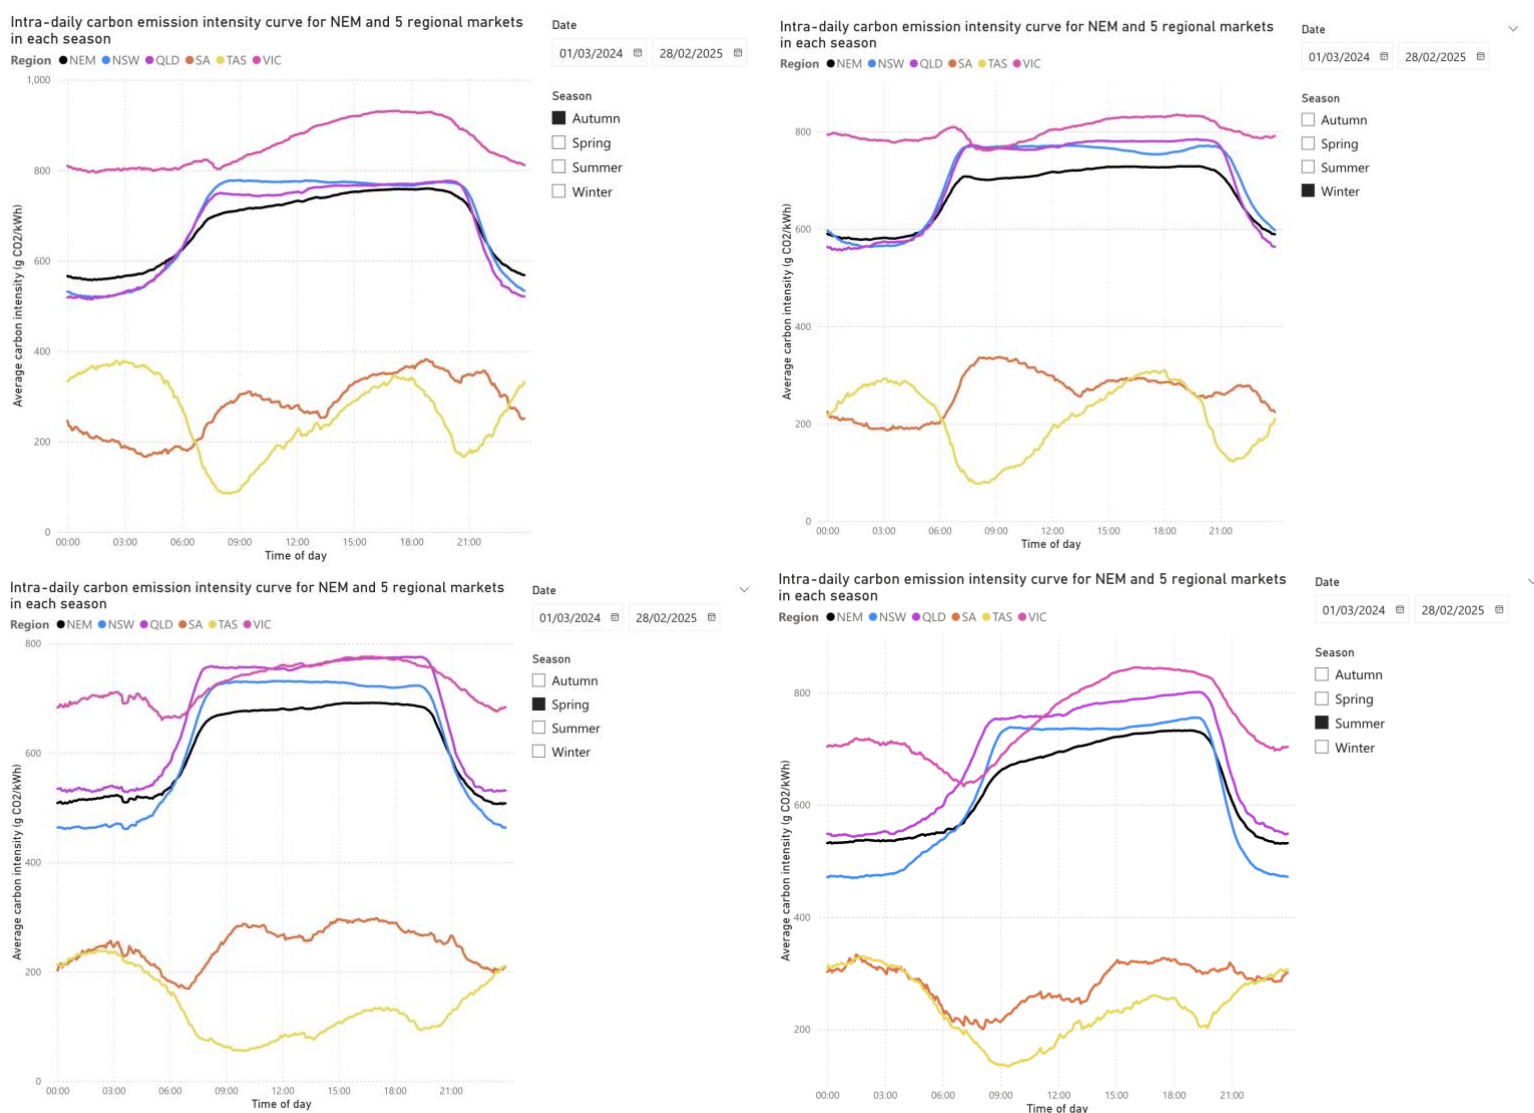 Intra-daily carbon emission intensity curve for NEM and 5 regional markets
in each season
Region NEM NSW QLD SA TAS VIC
1,000
800
600
400
200
0
Average carbon intensity (g CO2/kWh)
00:00 03:00 06:00 09:00 12:00 15:00 18:00 21:00
Time of day
Date
01/03/2024 28/02/2025
Season
Autumn
Spring
Summer
Winter
Intra-daily carbon emission intensity curve for NEM and 5 regional markets
in each season
Region NEM NSW QLD SA TAS VIC
800
600
400
200
0
Average carbon intensity (g CO2/kWh)
00:00 03:00 06:00 09:00 12:00 15:00 18:00 21:00
Time of day
Date
01/03/2024 28/02/2025
Season
Autumn
Spring
Summer
Winter
Intra-daily carbon emission intensity curve for NEM and 5 regional markets
in each season
Region NEM NSW QLD SA TAS VIC
800
600
400
200
0
Average carbon intensity (g CO2/kWh)
00:00 03:00 06:00 09:00 12:00 15:00 18:00 21:00
Time of day
Date
01/03/2024 28/02/2025
Season
Autumn
Spring
Summer
Winter
Intra-daily carbon emission intensity curve for NEM and 5 regional markets
in each season
Region NEM NSW QLD SA TAS VIC
800
600
400
200
Average carbon intensity (g CO2/kWh)
00:00 03:00 06:00 09:00 12:00 15:00 18:00 21:00
Time of day
Date
01/03/2024 28/02/2025
Season
Autumn
Spring
Summer
Winter